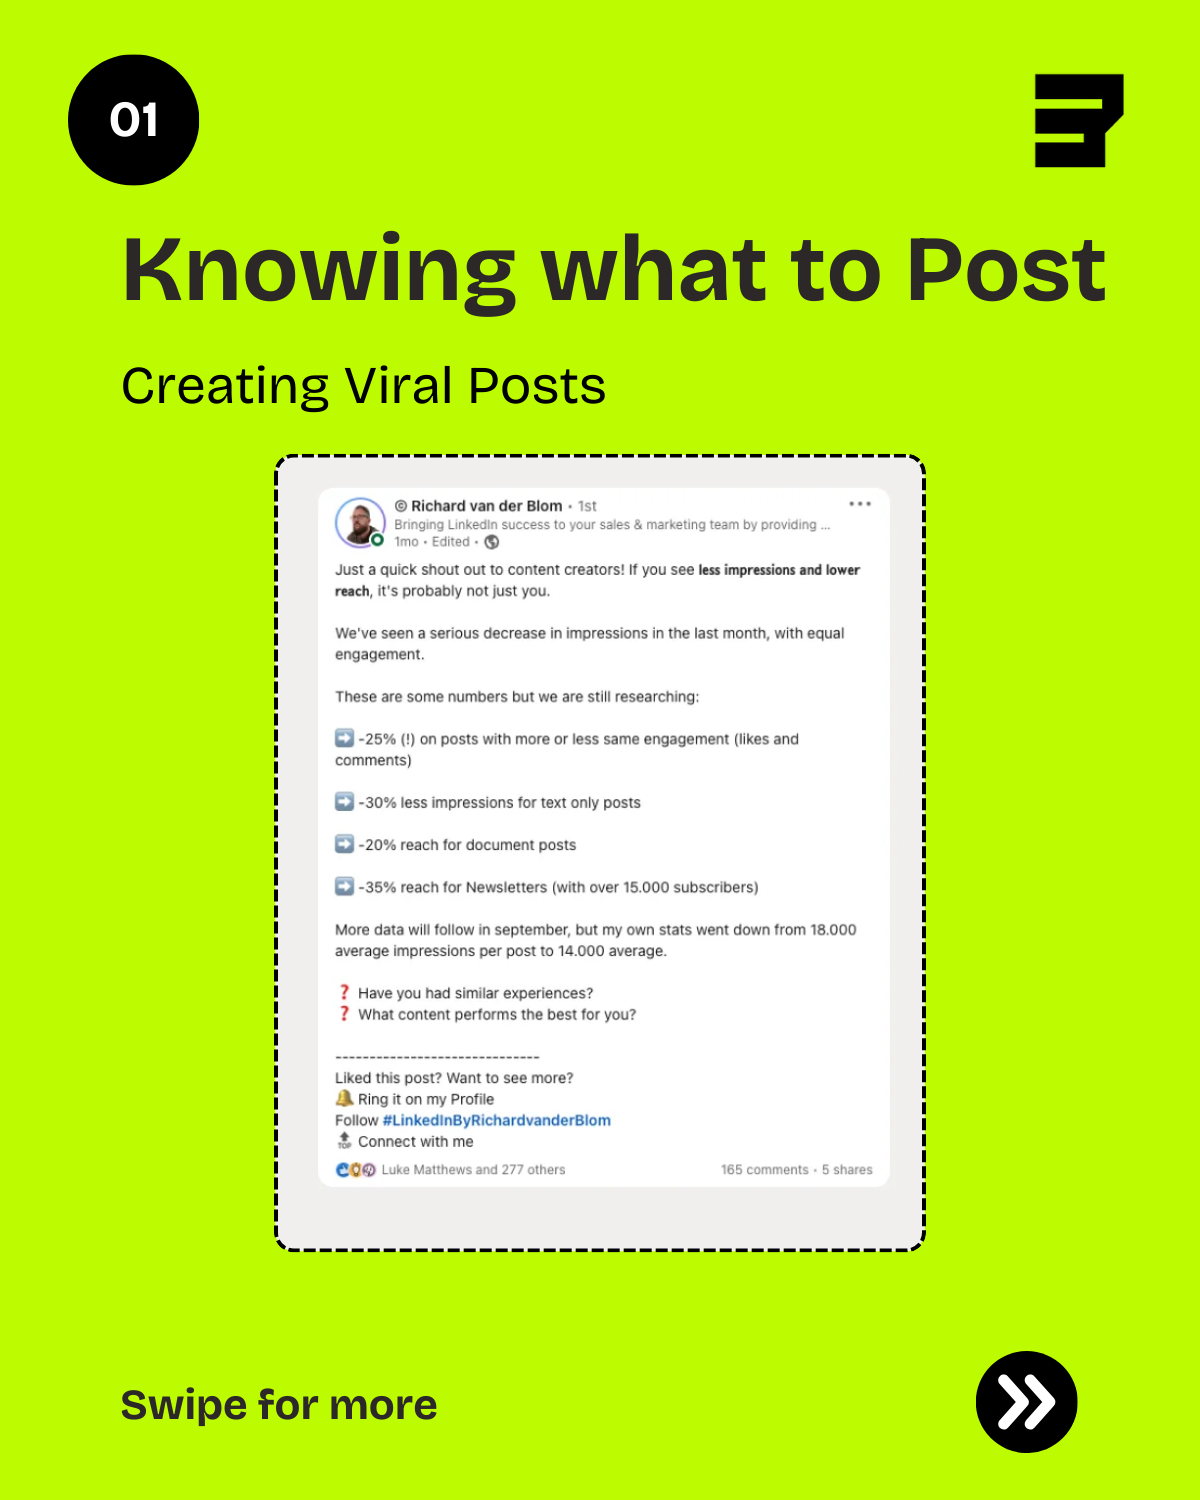 01
Knowing what to Post
Creating Viral Posts
© Richard van der Blom • 1st
Bringing LinkedIn success to your sales & marketing team by providing ...
1mo • Edited •
Just a quick shout out to content creators! If you see less impressions and lower
reach, it's probably not just you.
We've seen a serious decrease in impressions in the last month, with equal
engagement.
These are some numbers but we are still researching:
➡️ -25% (!) on posts with more or less same engagement (likes and
comments)
➡️ -30% less impressions for text only posts
➡️ -20% reach for document posts
➡️ -35% reach for Newsletters (with over 15.000 subscribers)
More data will follow in september, but my own stats went down from 18.000
average impressions per post to 14.000 average.
❓ Have you had similar experiences?
❓ What content performs the best for you?
------------------------------
Liked this post? Want to see more?
🔔 Ring it on my Profile
Follow #LinkedInByRichardvanderBlom
🔝 Connect with me
Luke Matthews and 277 others
165 comments • 5 shares
Swipe for more